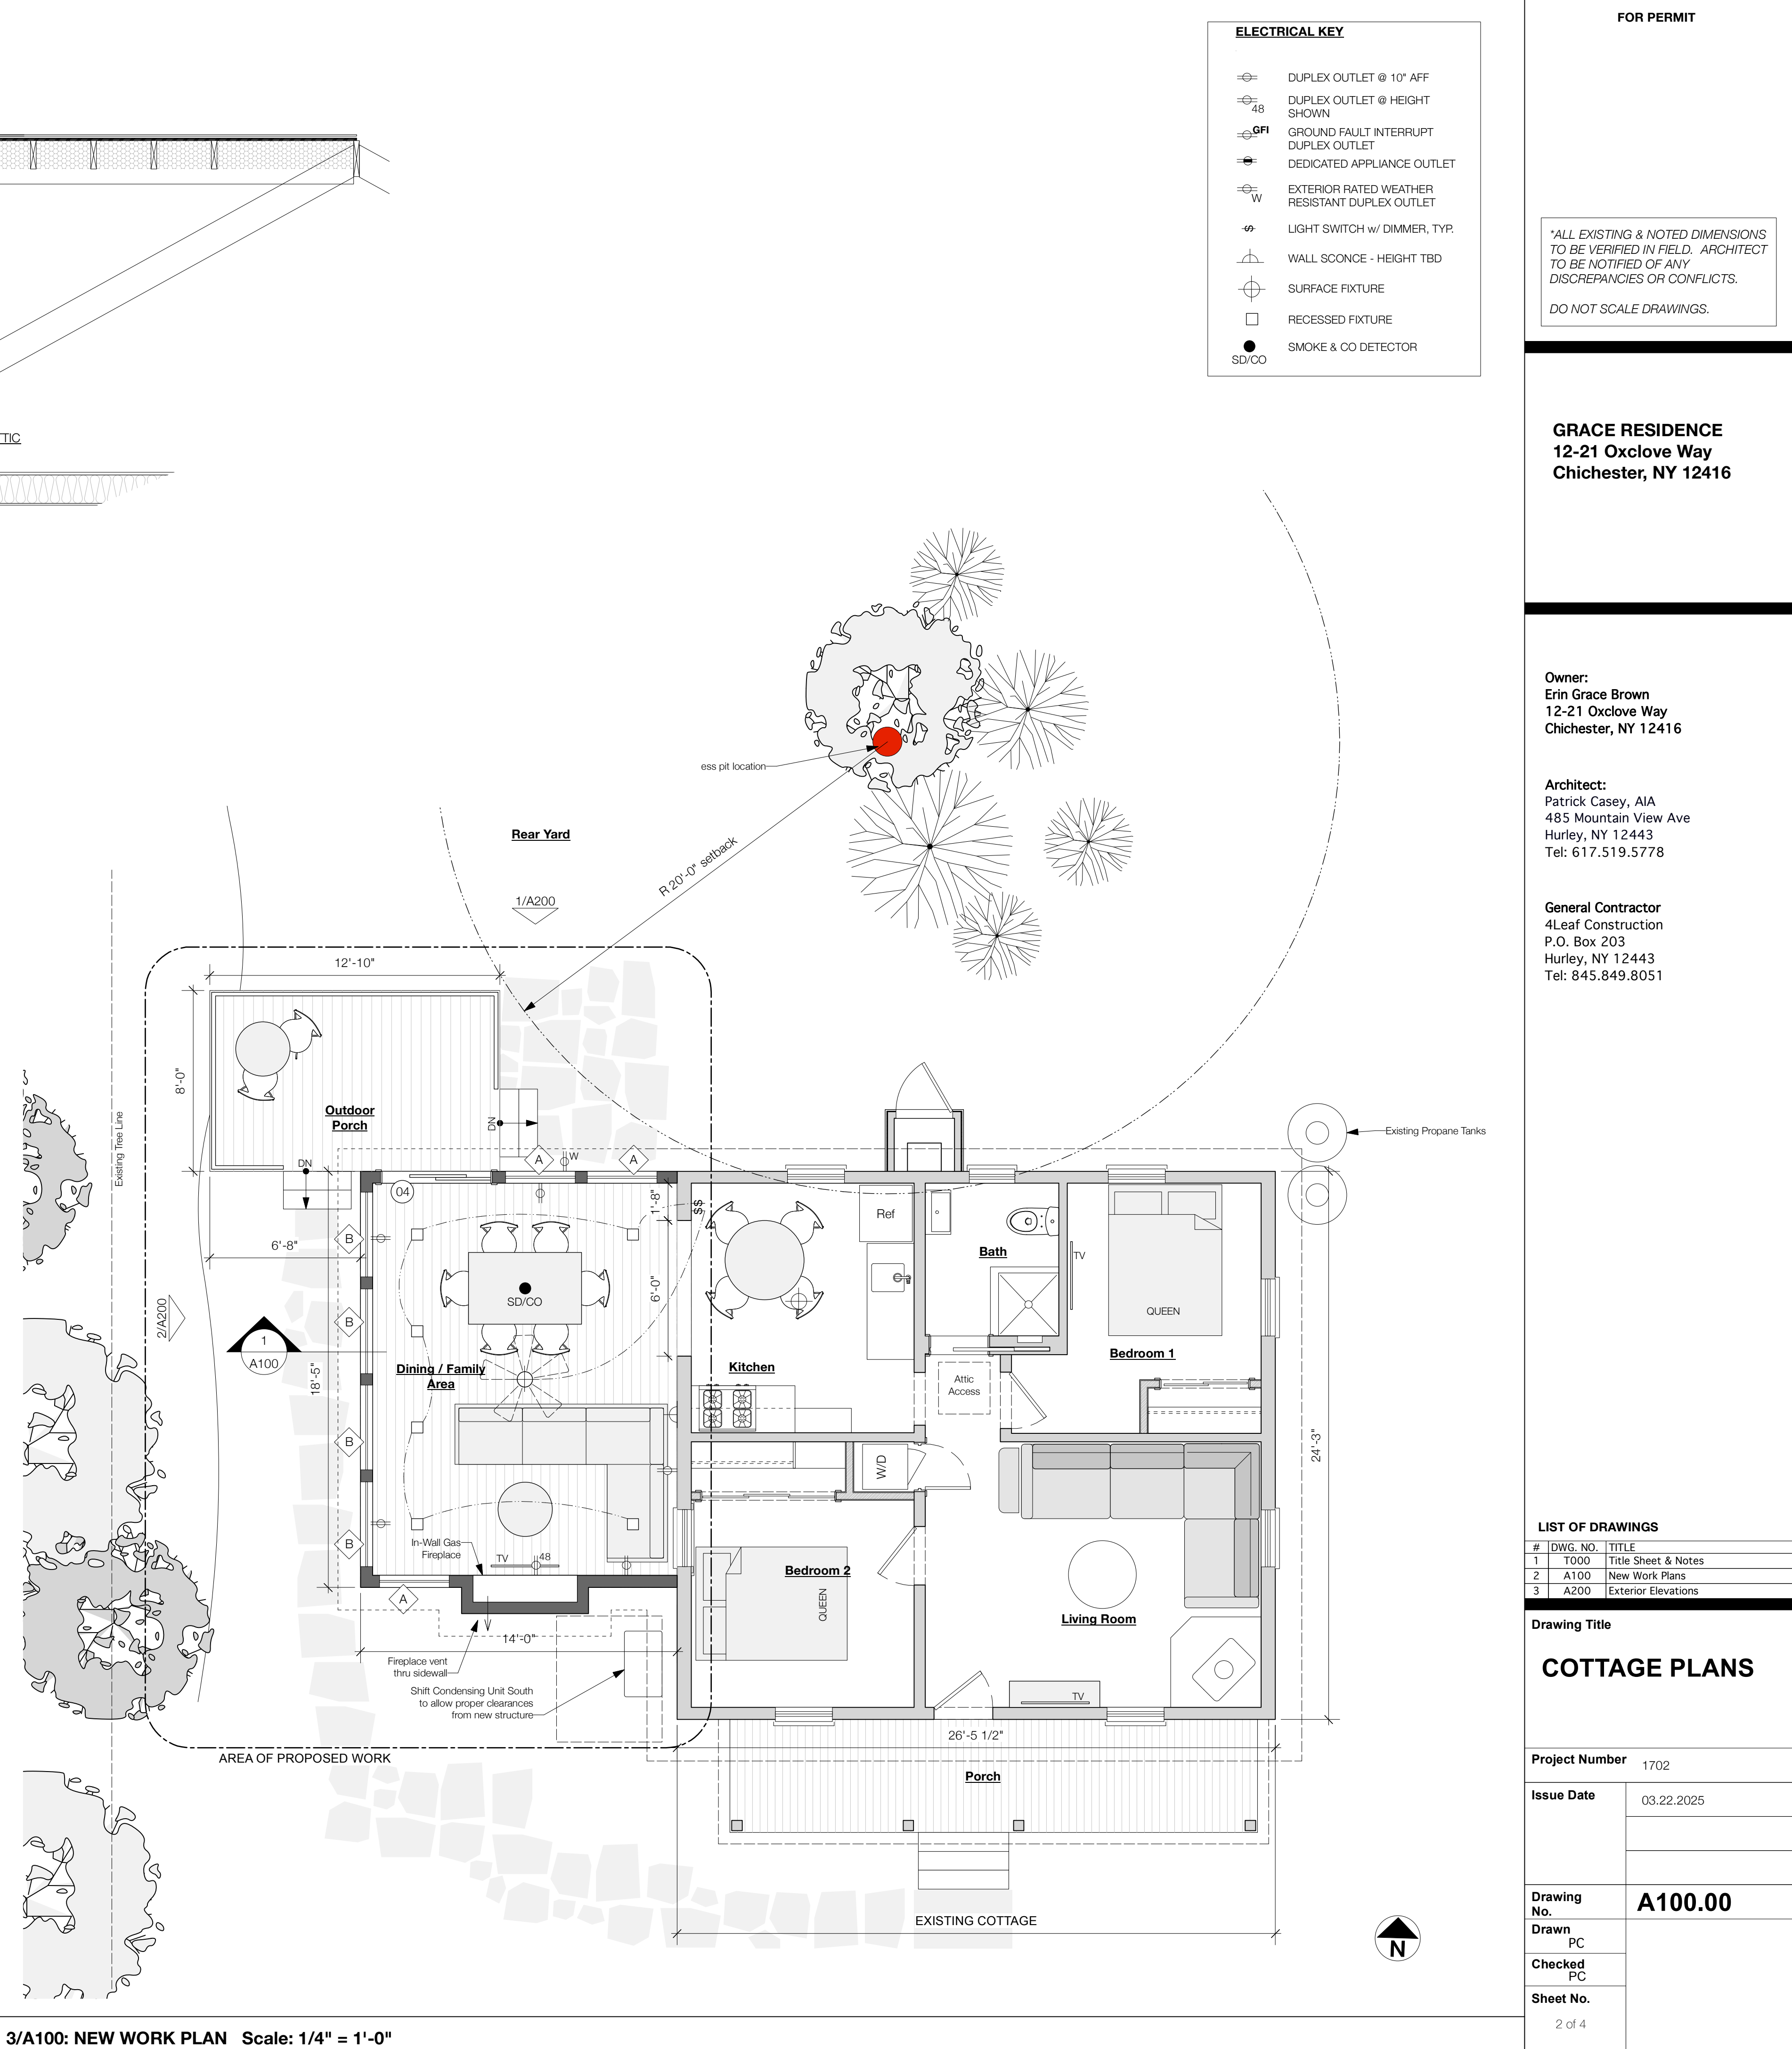 FOR PERMIT
ELECTRICAL KEY
DUPLEX OUTLET @ 10" AFF
48
DUPLEX OUTLET @ HEIGHT
SHOWN
GFI
GROUND FAULT INTERRUPT
DUPLEX OUTLET
DEDICATED APPLIANCE OUTLET
W
EXTERIOR RATED WEATHER
RESISTANT DUPLEX OUTLET
$
LIGHT SWITCH w/ DIMMER, TYP.
WALL SCONCE - HEIGHT TBD
SURFACE FIXTURE
RECESSED FIXTURE
SMOKE & CO DETECTOR
SD/CO
*ALL EXISTING & NOTED DIMENSIONS
TO BE VERIFIED IN FIELD. ARCHITECT
TO BE NOTIFIED OF ANY
DISCREPANCIES OR CONFLICTS.
DO NOT SCALE DRAWINGS.
GRACE RESIDENCE
12-21 Oxclove Way
Chichester, NY 12416
TTIC
Owner:
Erin Grace Brown
12-21 Oxclove Way
Chichester, NY 12416
Architect:
Patrick Casey, AIA
485 Mountain View Ave
Hurley, NY 12443
Tel: 617.519.5778
General Contractor
4Leaf Construction
P.O. Box 203
Hurley, NY 12443
Tel: 845.849.8051
ess pit location
Rear Yard
R 20'-0" setback
1/A200
12'-10"
8'-0"
Outdoor
Porch
DN
DN
Existing Tree Line
Existing Propane Tanks
A
W
A
04
1'-8"
$$
Ref
B
6'-8"
Bath
TV
6'-0"
SD/CO
QUEEN
2/A200
B
1
A100
18'-5"
Dining / Family
Area
Kitchen
Bedroom 1
Attic
Access
B
24'-3"
W/D
B
In-Wall Gas
Fireplace
TV
48
Bedroom 2
QUEEN
A
Living Room
14'-0"
Fireplace vent
thru sidewall
Shift Condensing Unit South
to allow proper clearances
from new structure
TV
26'-5 1/2"
AREA OF PROPOSED WORK
Porch
EXISTING COTTAGE
N
LIST OF DRAWINGS
# DWG. NO. TITLE
1 T000 Title Sheet & Notes
2 A100 New Work Plans
3 A200 Exterior Elevations
Drawing Title
COTTAGE PLANS
Project Number 1702
Issue Date 03.22.2025
Drawing
No.
A100.00
Drawn
PC
Checked
PC
Sheet No.
2 of 4
3/A100: NEW WORK PLAN Scale: 1/4" = 1'-0"